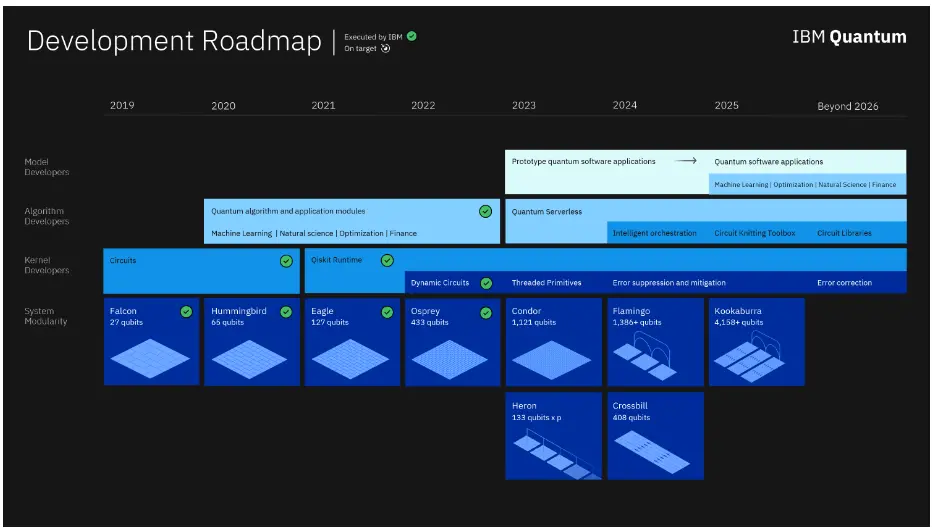 Development Roadmap
Executed by IBM
On target
IBM Quantum
2019
2020
2021
2022
2023
2024
2025
Beyond 2026
Model
Developers
Prototype quantum software applications →
Quantum software applications
Machine Learning | Optimization | Natural Science | Finance
Algorithm
Developers
Quantum algorithm and application modules
Machine Learning | Natural science | Optimization | Finance
Quantum Serverless
Intelligent orchestration
Circuit Knitting Toolbox
Circuit Libraries
Kernel
Developers
Circuits
Qiskit Runtime
Dynamic Circuits
Threaded Primitives
Error suppression and mitigation
Error correction
System
Modularity
Falcon
27 qubits
Hummingbird
65 qubits
Eagle
127 qubits
Osprey
433 qubits
Condor
1,121 qubits
Flamingo
1,386+ qubits
Kookaburra
4,158+ qubits
Heron
133 qubits x p
Crossbill
408 qubits